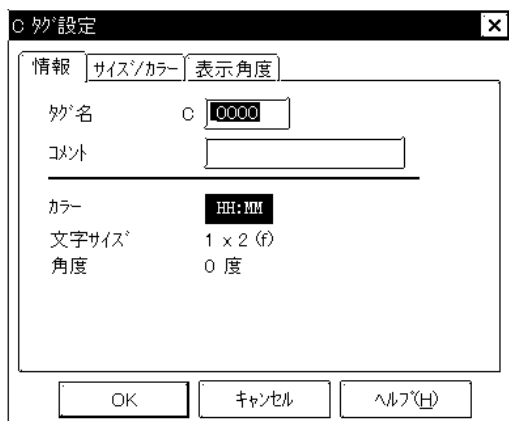 C ﾀｸﾞ設定
情報 ｻｲｽﾞ/ｶﾗｰ 表示角度
ﾀｸﾞ名 C 0000
ｺﾒﾝﾄ
ｶﾗｰ HH:MM
文字ｻｲｽﾞ 1 x 2 (f)
角度 0 度
OK ｷｬﾝｾﾙ ﾍﾙﾌﾟ(H)